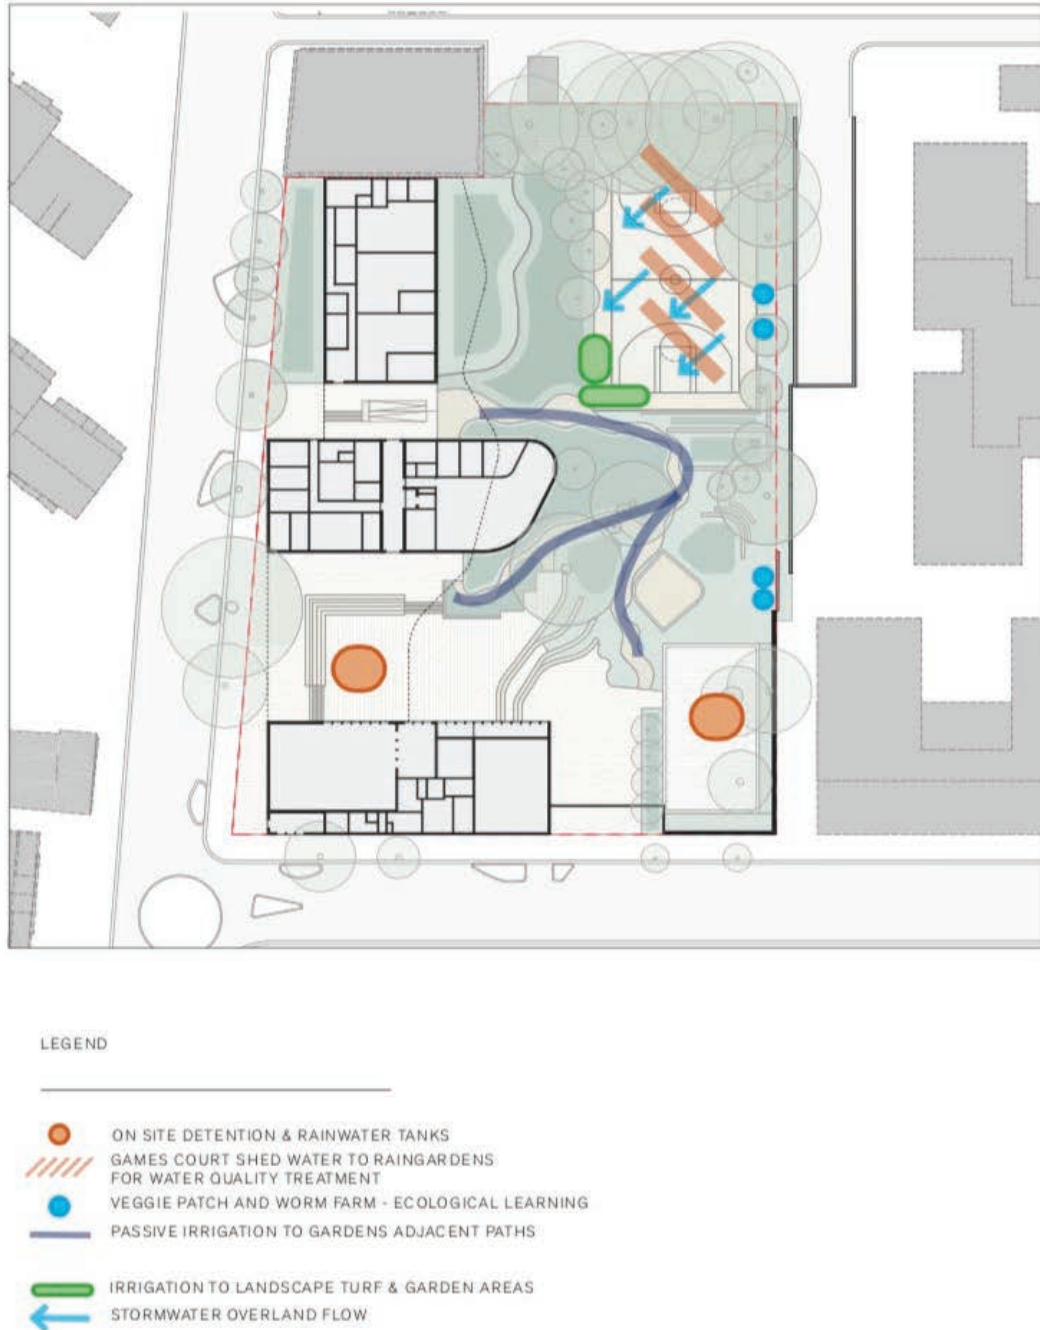 LEGEND
ON SITE DETENTION & RAINWATER TANKS
GAMES COURT SHED WATER TO RAINGARDENS
FOR WATER QUALITY TREATMENT
VEGGIE PATCH AND WORM FARM - ECOLOGICAL LEARNING
PASSIVE IRRIGATION TO GARDENS ADJACENT PATHS
IRRIGATION TO LANDSCAPE TURF & GARDEN AREAS
STORMWATER OVERLAND FLOW